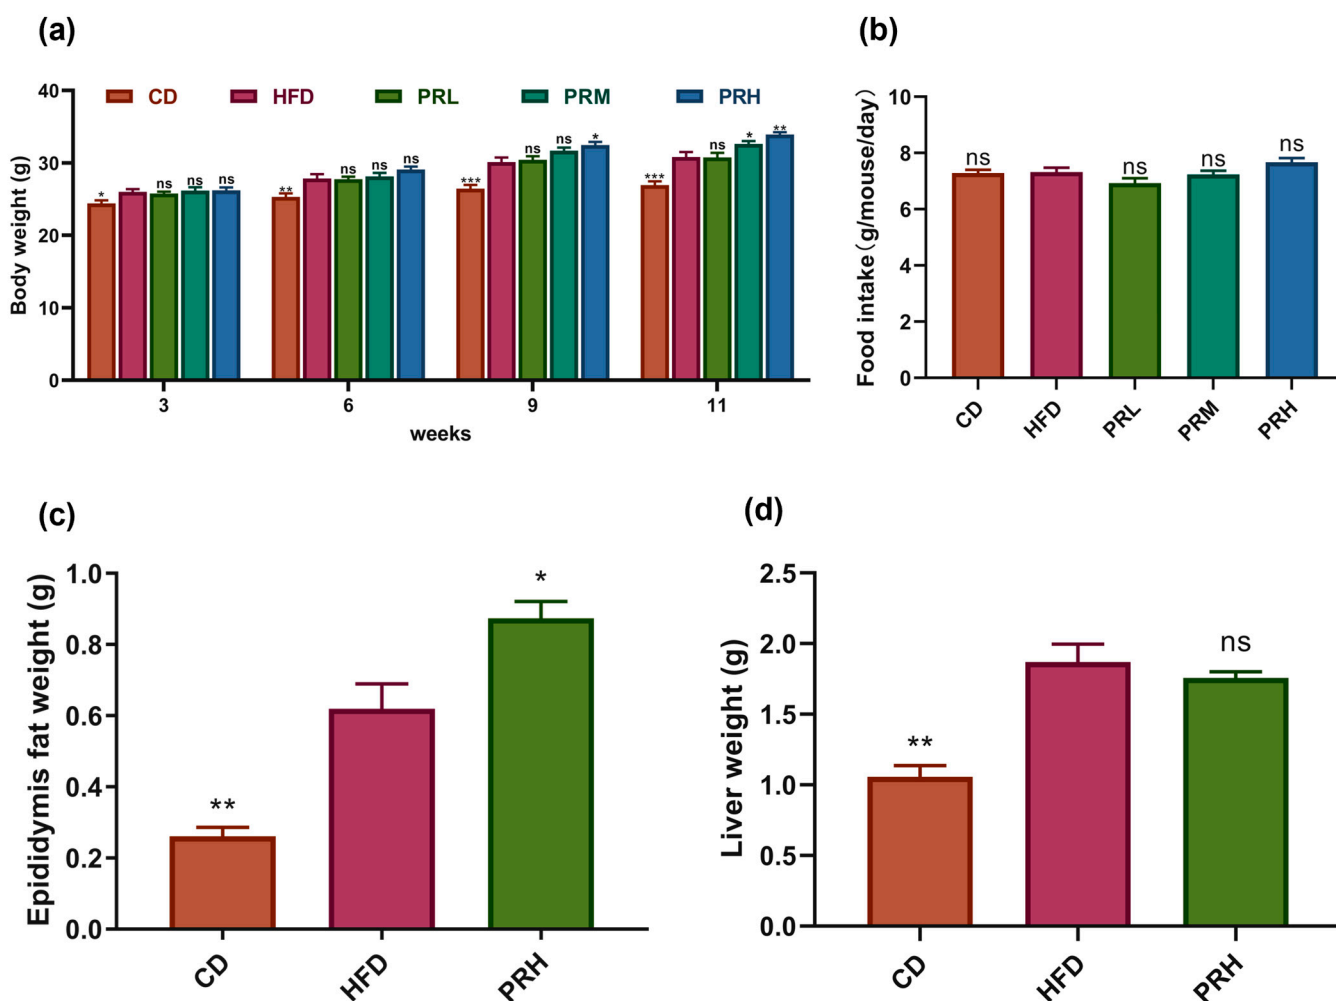 (a)
CD HFD PRL PRM PRH
Body weight (g)
40
30
20
10
0
* ns ns ns
** ns ns ns
*** ns ns *
*** ns * **
3 6 9 11
weeks
(b)
Food intake（g/mouse/day）
10
8
6
4
2
0
ns ns ns ns
CD HFD PRL PRM PRH
(c)
Epididymis fat weight (g)
1.0
0.8
0.6
0.4
0.2
0.0
** *
CD HFD PRH
(d)
Liver weight (g)
2.5
2.0
1.5
1.0
0.5
0.0
** ns
CD HFD PRH